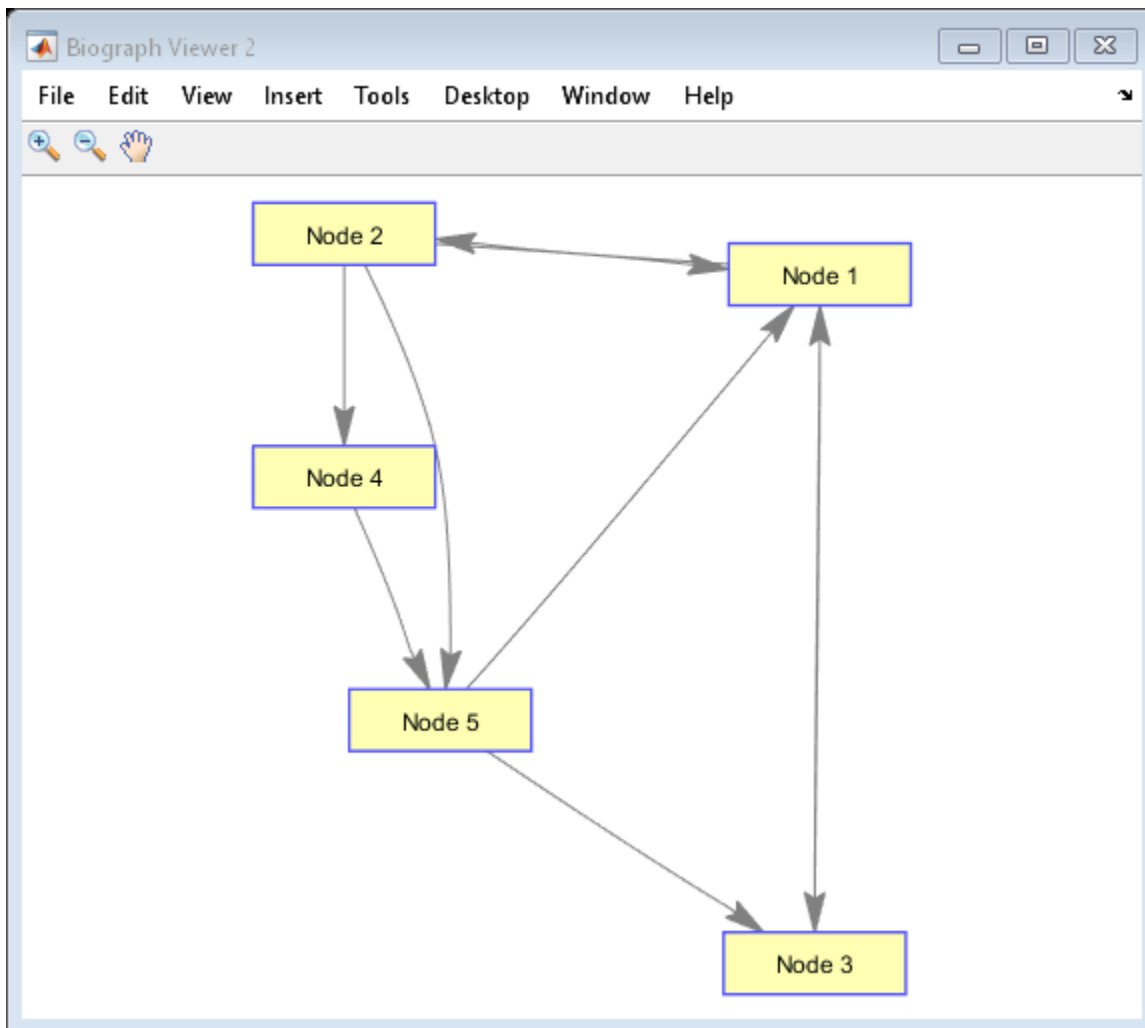 Biograph Viewer 2
File Edit View Insert Tools Desktop Window Help
Node 2
Node 1
Node 4
Node 5
Node 3